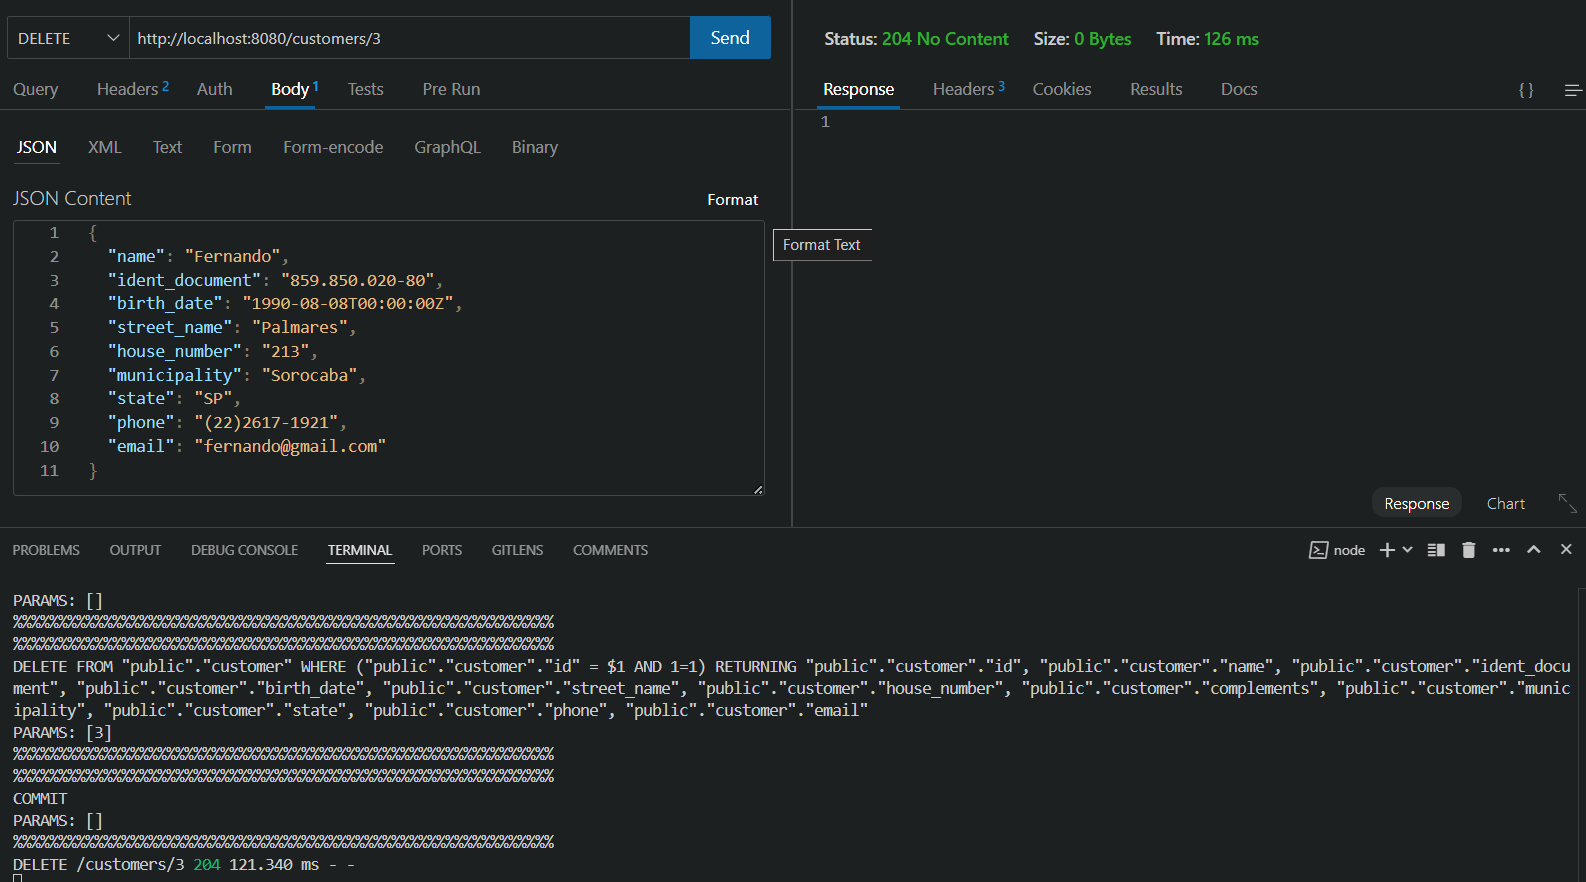 DELETE http://localhost:8080/customers/3 Send
Query Headers 2 Auth Body 1 Tests Pre Run
JSON XML Text Form Form-encode GraphQL Binary
JSON Content Format
1 {
2 "name": "Fernando",
3 "ident_document": "859.850.020-80",
4 "birth_date": "1990-08-08T00:00:00Z",
5 "street_name": "Palmares",
6 "house_number": "213",
7 "municipality": "Sorocaba",
8 "state": "SP",
9 "phone": "(22)2617-1921",
10 "email": "fernando@gmail.com"
11 }
Format Text
Status: 204 No Content Size: 0 Bytes Time: 126 ms
Response Headers 3 Cookies Results Docs {}
1
Response Chart
PROBLEMS OUTPUT DEBUG CONSOLE TERMINAL PORTS GITLENS COMMENTS node
PARAMS: []
%%%%%%%%%%%%%%%%%%%%%%%%%%%%%%%%%%%%%%%%%%%%%%%%%%%%%%%%%%%%
%%%%%%%%%%%%%%%%%%%%%%%%%%%%%%%%%%%%%%%%%%%%%%%%%%%%%%%%%%%%
DELETE FROM "public"."customer" WHERE ("public"."customer"."id" = $1 AND 1=1) RETURNING "public"."customer"."id", "public"."customer"."name", "public"."customer"."ident_docu
ment", "public"."customer"."birth_date", "public"."customer"."street_name", "public"."customer"."house_number", "public"."customer"."complements", "public"."customer"."munic
ipality", "public"."customer"."state", "public"."customer"."phone", "public"."customer"."email"
PARAMS: [3]
%%%%%%%%%%%%%%%%%%%%%%%%%%%%%%%%%%%%%%%%%%%%%%%%%%%%%%%%%%%%
%%%%%%%%%%%%%%%%%%%%%%%%%%%%%%%%%%%%%%%%%%%%%%%%%%%%%%%%%%%%
COMMIT
PARAMS: []
%%%%%%%%%%%%%%%%%%%%%%%%%%%%%%%%%%%%%%%%%%%%%%%%%%%%%%%%%%%%
DELETE /customers/3 204 121.340 ms - -